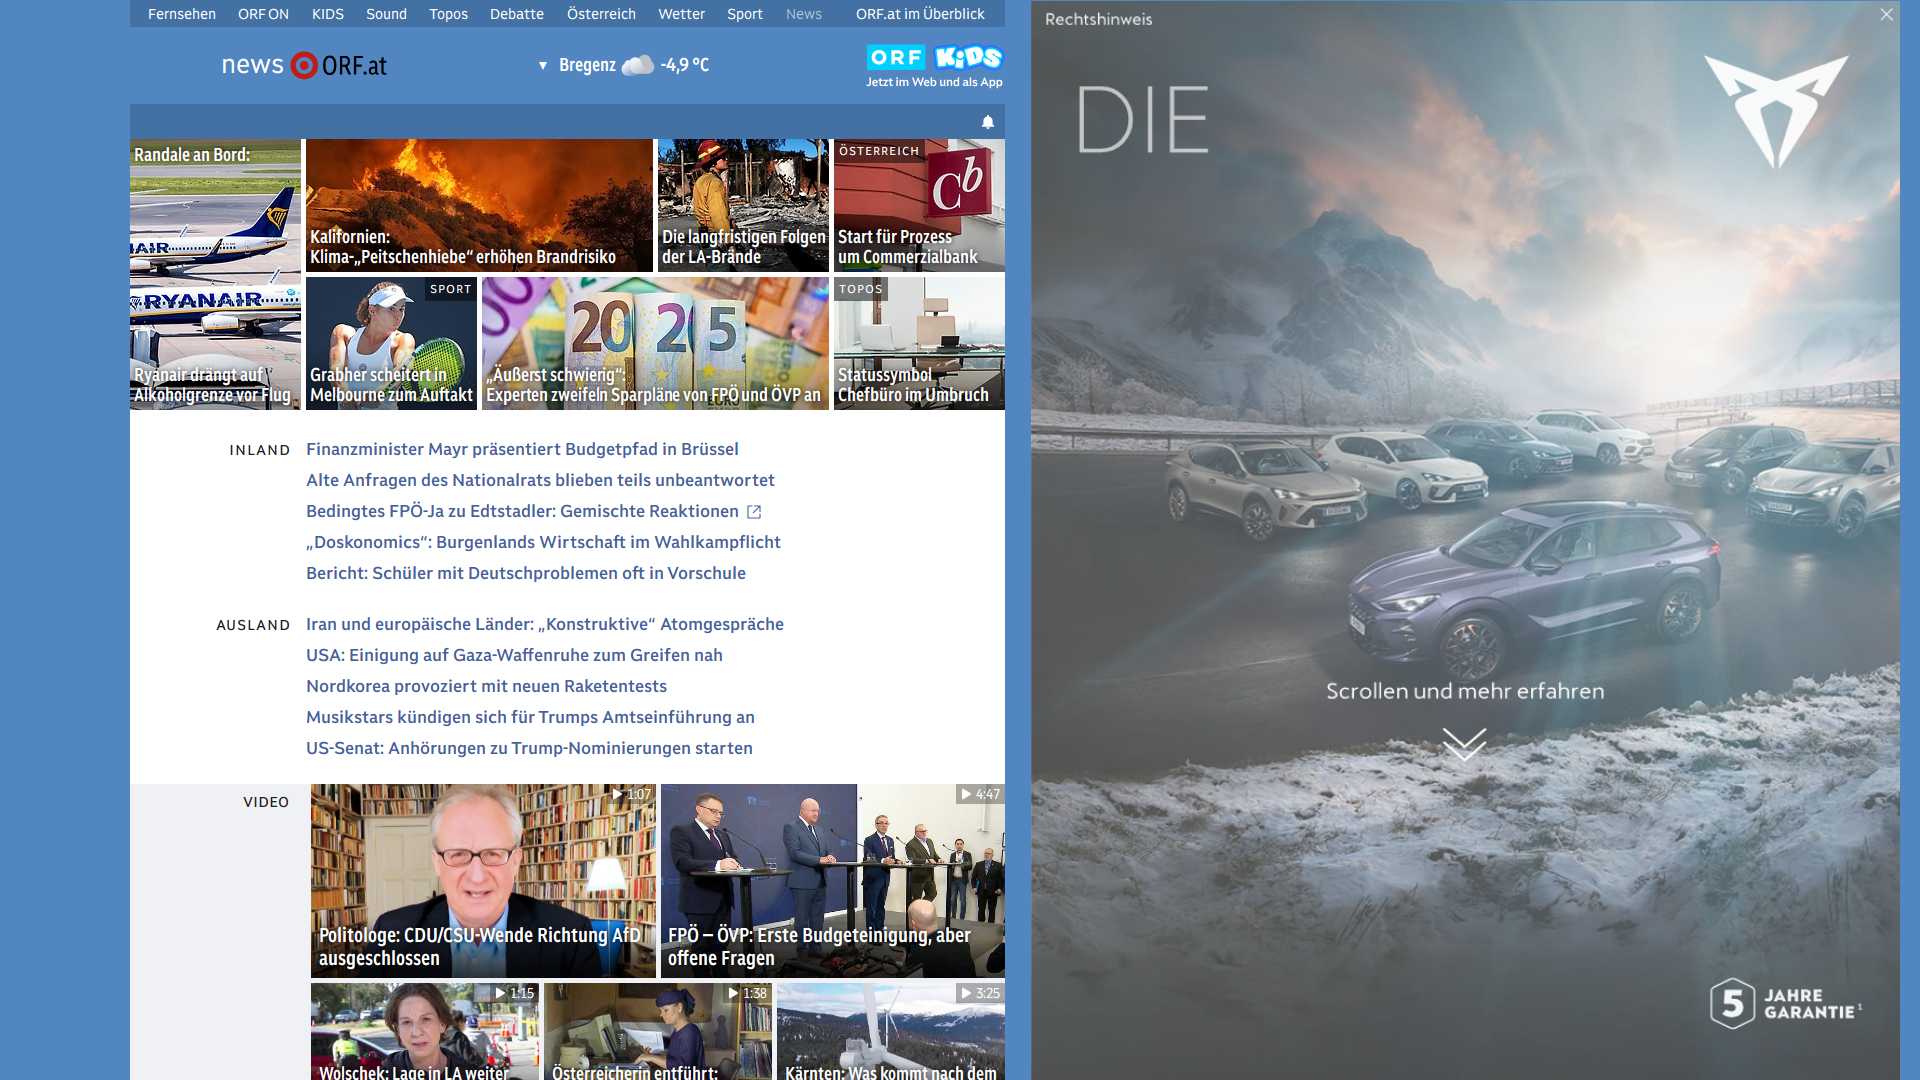 Fernsehen ORF ON KIDS Sound Topos Debatte Österreich Wetter Sport News ORF.at im Überblick
news ORF.at
Bregenz -4,9 °C
ORF KiDS
Jetzt im Web und als App
Randale an Bord:
RYANAIR
Ryanair drängt auf
Alkoholgrenze vor Flug
Kalifornien:
Klima-„Peitschenhiebe“ erhöhen Brandrisiko
Die langfristigen Folgen
der LA-Brände
ÖSTERREICH
Cb
Start für Prozess
um Commerzialbank
SPORT
Grabher scheitert in
Melbourne zum Auftakt
2025
„Äußerst schwierig“:
Experten zweifeln Sparpläne von FPÖ und ÖVP an
TOPOS
Statussymbol
Chefbüro im Umbruch
INLAND
Finanzminister Mayr präsentiert Budgetpfad in Brüssel
Alte Anfragen des Nationalrats blieben teils unbeantwortet
Bedingtes FPÖ-Ja zu Edtstadler: Gemischte Reaktionen
„Doskonomics“: Burgenlands Wirtschaft im Wahlkampflicht
Bericht: Schüler mit Deutschproblemen oft in Vorschule
AUSLAND
Iran und europäische Länder: „Konstruktive“ Atomgespräche
USA: Einigung auf Gaza-Waffenruhe zum Greifen nah
Nordkorea provoziert mit neuen Raketentests
Musikstars kündigen sich für Trumps Amtseinführung an
US-Senat: Anhörungen zu Trump-Nominierungen starten
VIDEO
1:07
Politologe: CDU/CSU-Wende Richtung AfD
ausgeschlossen
4:47
FPÖ – ÖVP: Erste Budgeteinigung, aber
offene Fragen
1:15
Wolschek: Lage in LA weiter
1:38
Österreicherin entführt:
3:25
Kärnten: Was kommt nach dem
Rechtshinweis
DIE
Scrollen und mehr erfahren
5 JAHRE
GARANTIE¹